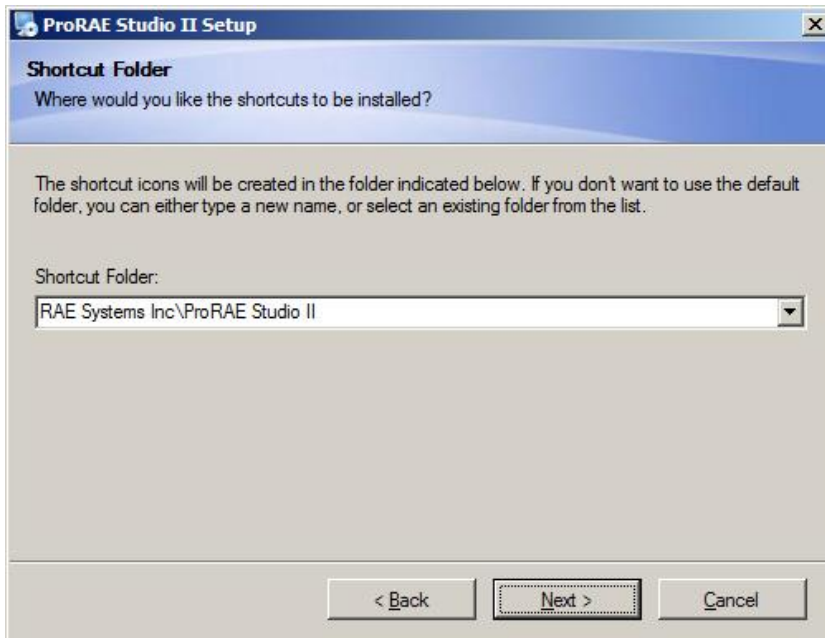 ProRAE Studio II Setup
Shortcut Folder
Where would you like the shortcuts to be installed?
The shortcut icons will be created in the folder indicated below. If you don't want to use the default
folder, you can either type a new name, or select an existing folder from the list.
Shortcut Folder:
RAE Systems Inc\ProRAE Studio II
< Back
Next >
Cancel